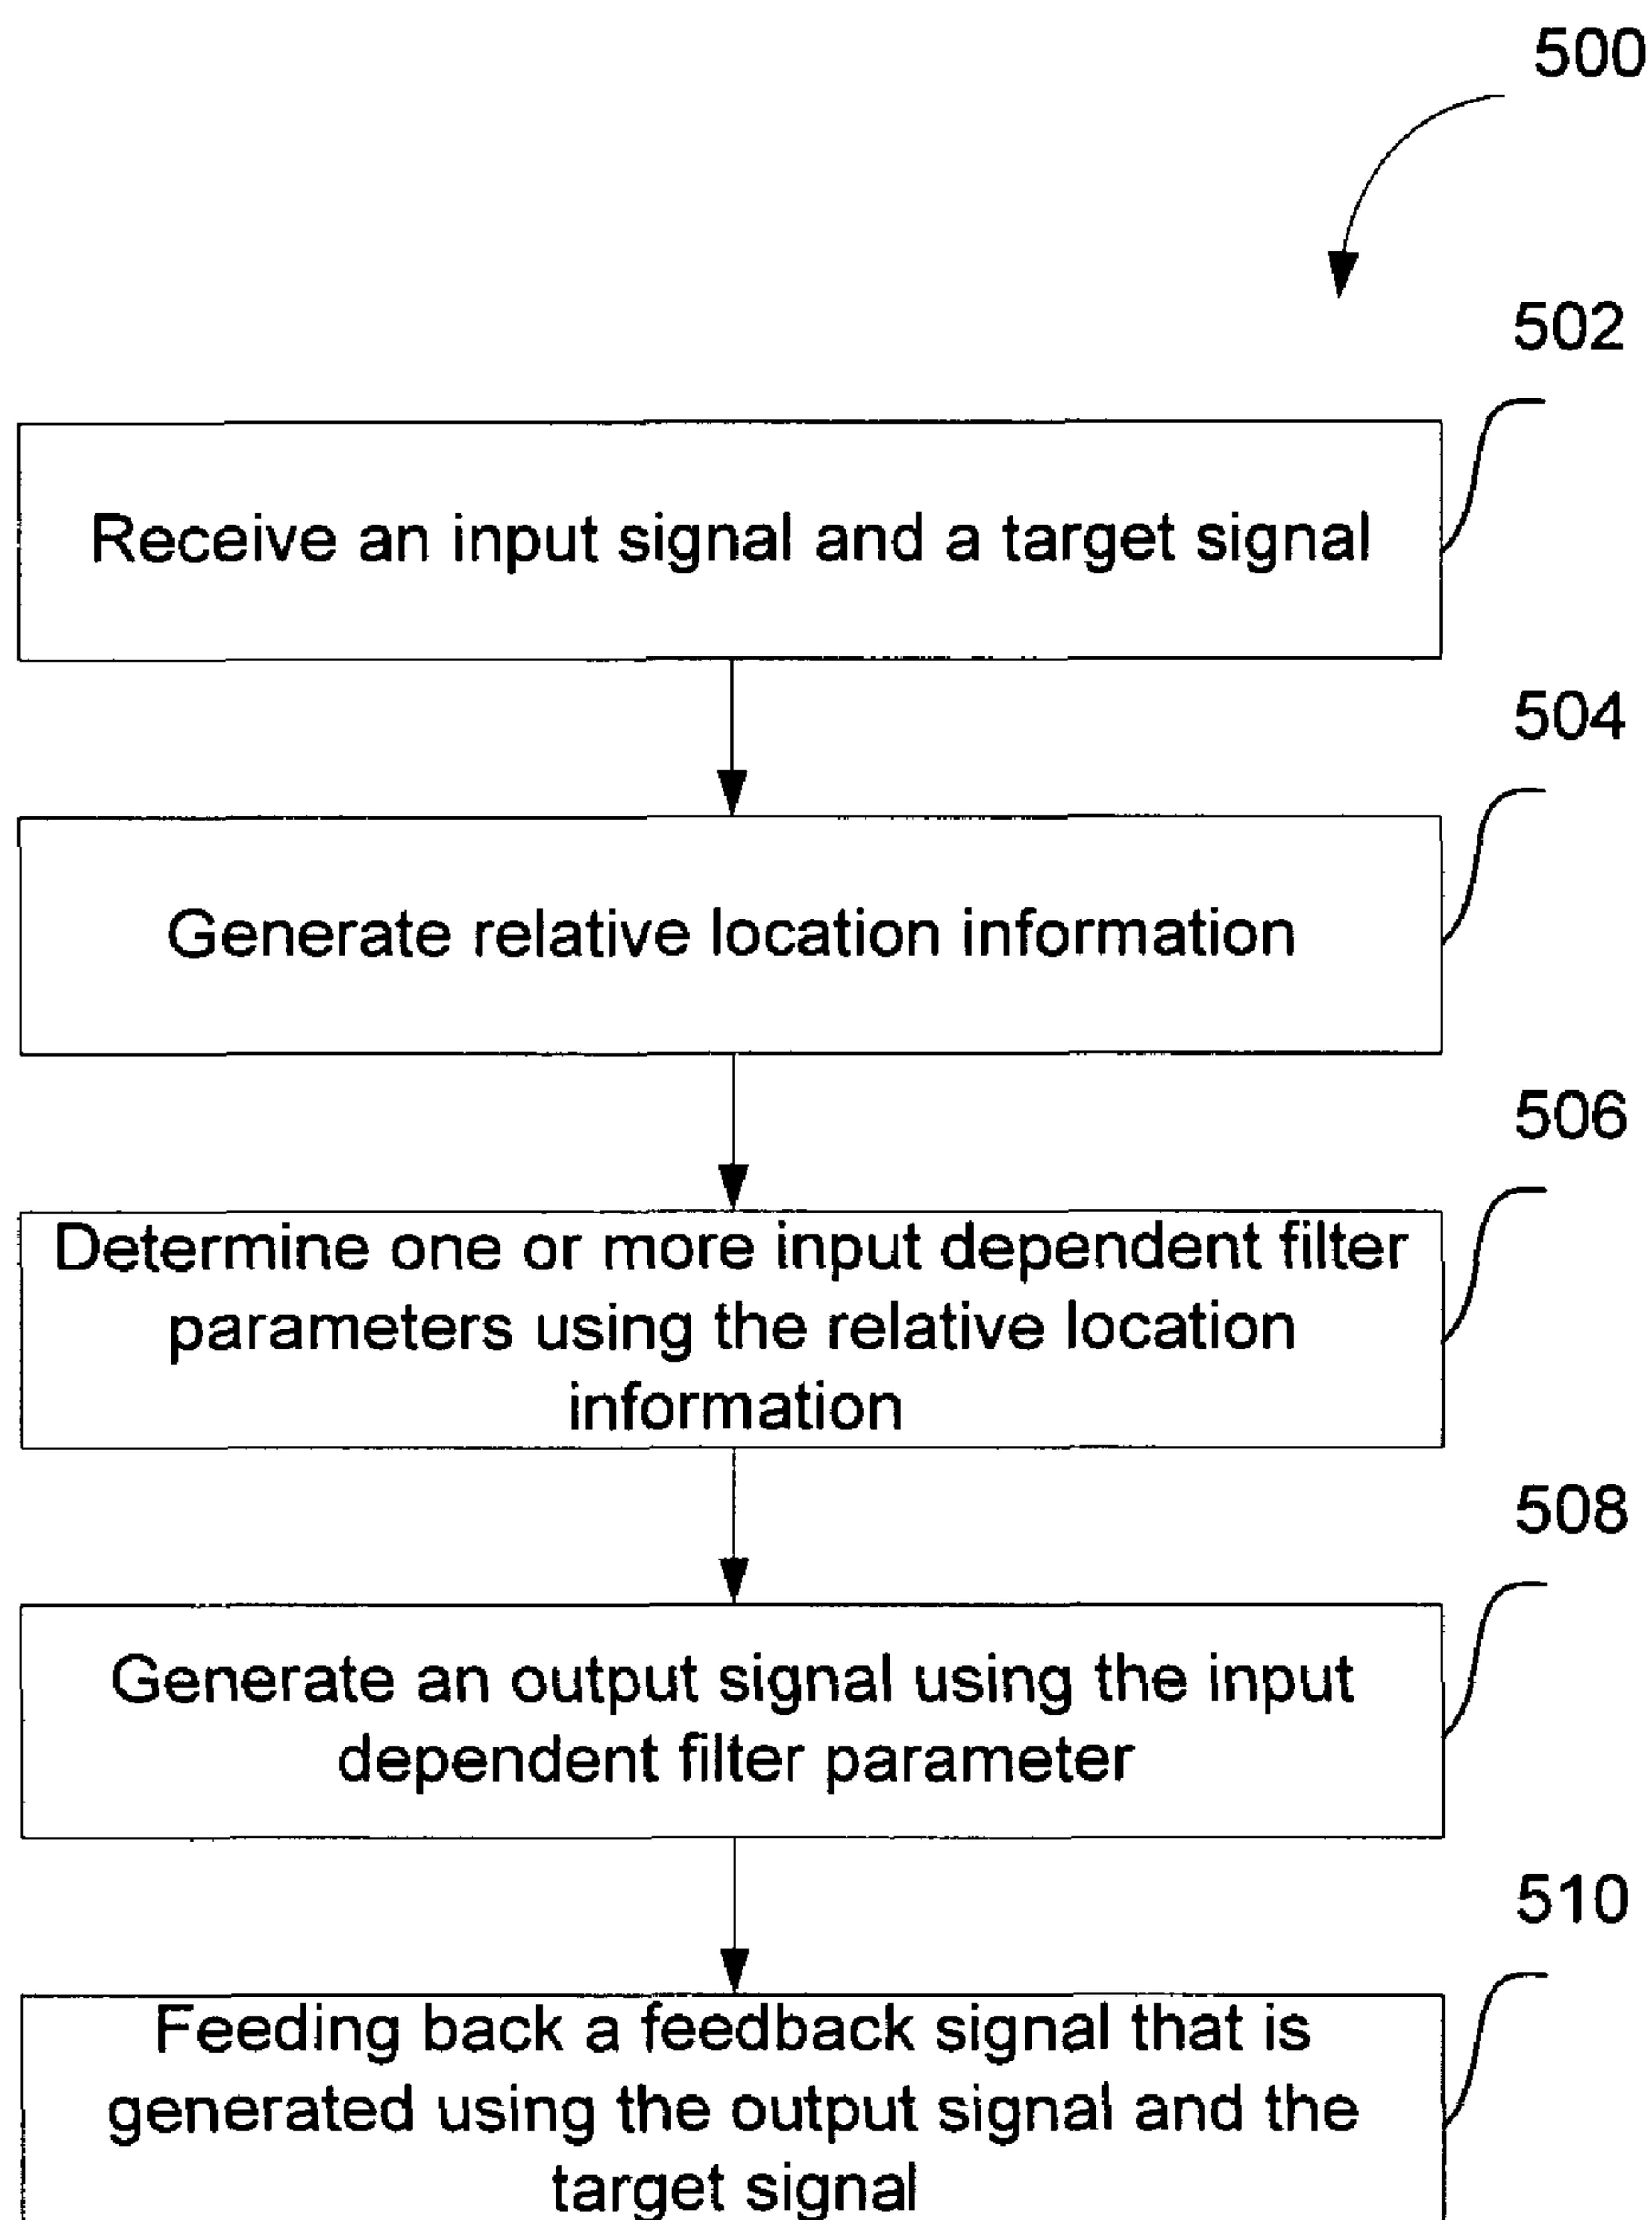 500
502
Receive an input signal and a target signal
504
Generate relative location information
506
Determine one or more input dependent filter
parameters using the relative location
information
508
Generate an output signal using the input
dependent filter parameter
510
Feeding back a feedback signal that is
generated using the output signal and the
target signal